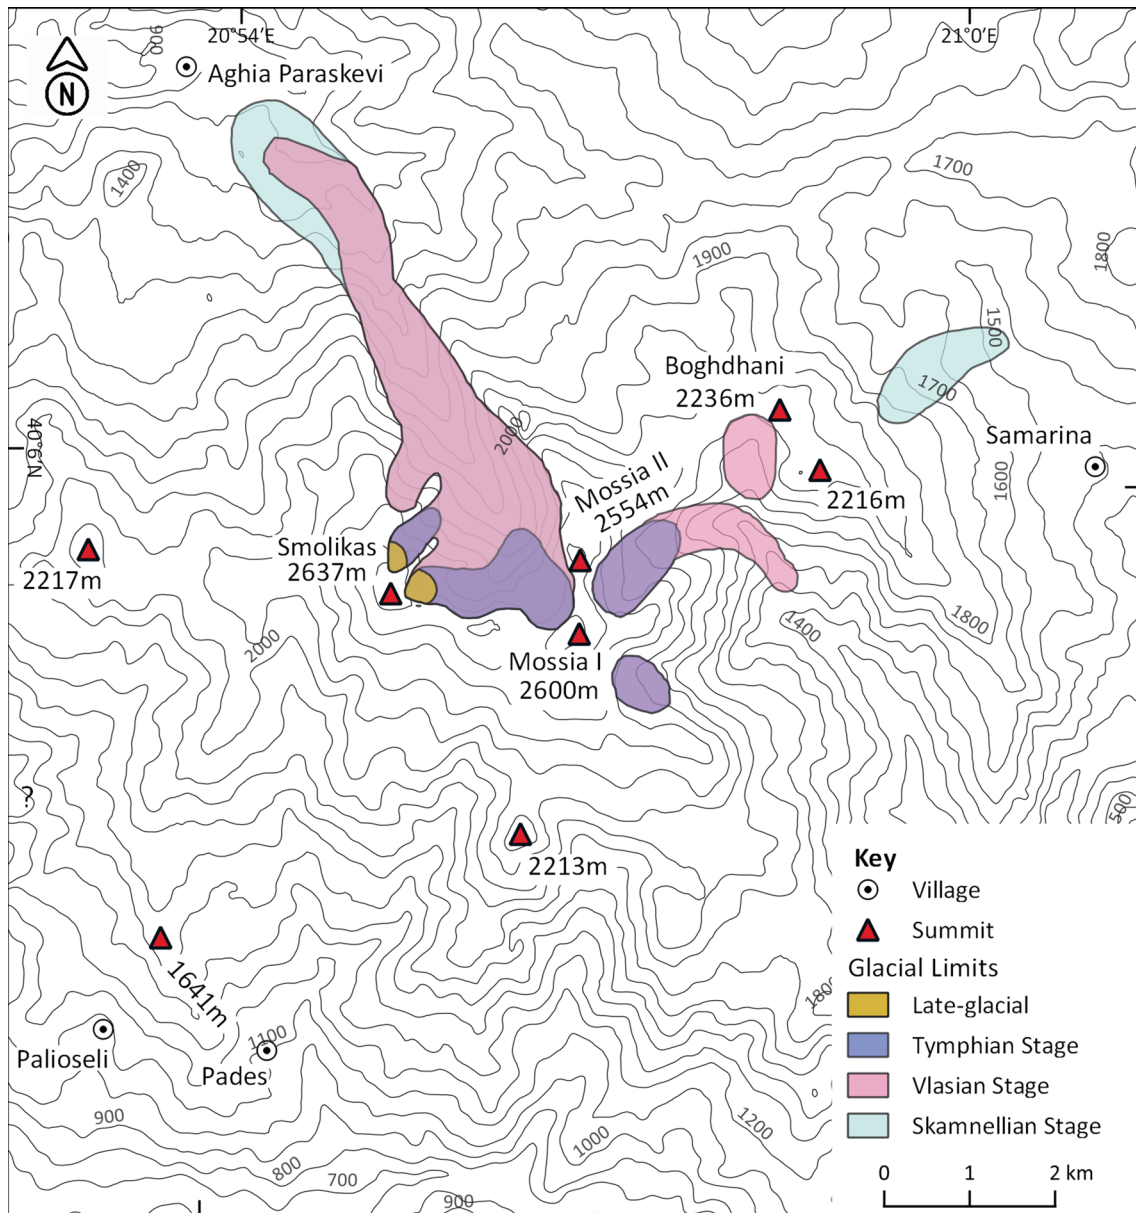 900
20°54'E
21°0'E
N
Aghia Paraskevi
1400
1700
1800
1900
1500
Boghdhani
2236m
1700
2000
40°6'N
Samarina
1600
Mossia II
2554m
2216m
Smolikas
2637m
2217m
2000
1400
1800
Mossia I
2600m
?
500
2213m
Key
Village
Summit
Glacial Limits
Late-glacial
Tymphian Stage
Vlasian Stage
Skamnellian Stage
0 1 2 km
1641m
1800
1100
Palioseli
Pades
900
1200
1000
800
700
900